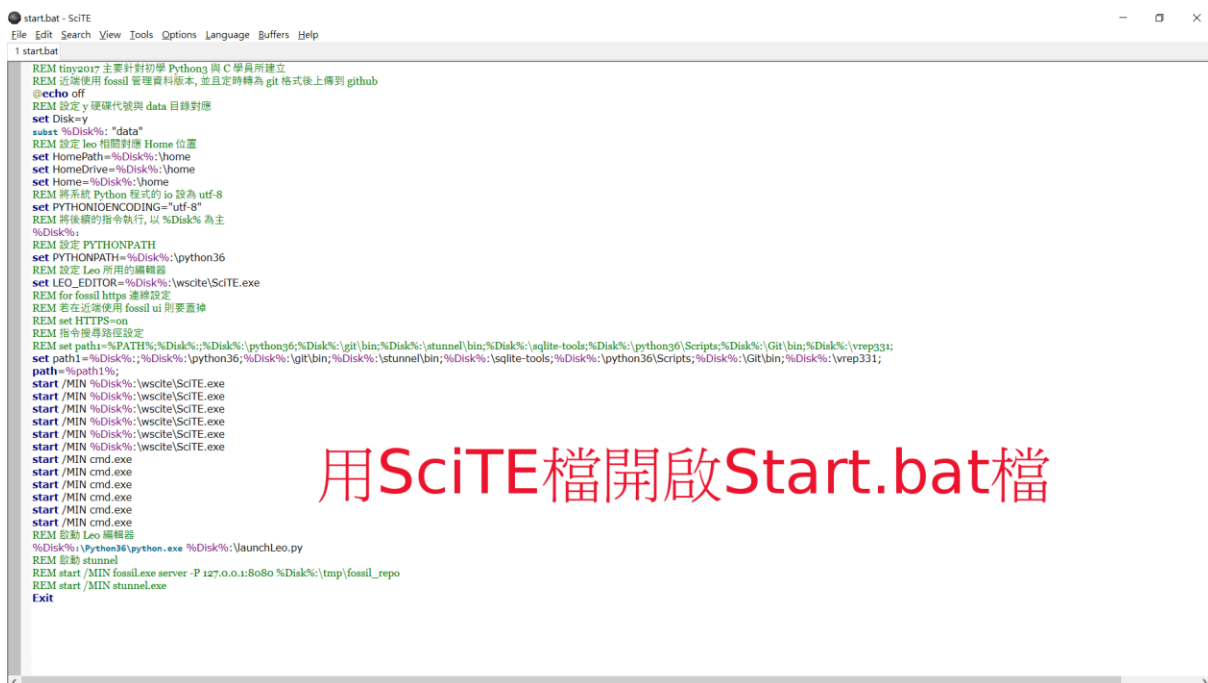 start.bat - SciTE
File Edit Search View Tools Options Language Buffers Help
1 start.bat
REM tiny2017 主要針對初學 Python3 與 C 學員所建立
REM 近端使用 fossil 管理資料版本, 並且定時轉為 git 格式後上傳到 github
@echo off
REM 設定 y 硬碟代號與 data 目錄對應
set Disk=y
subst %Disk%: "data"
REM 設定 leo 相關對應 Home 位置
set HomePath=%Disk%:\home
set HomeDrive=%Disk%:\home
set Home=%Disk%:\home
REM 將系統 Python 程式的 io 設為 utf-8
set PYTHONIOENCODING="utf-8"
REM 將後續的指令執行, 以 %Disk% 為主
%Disk%:
REM 設定 PYTHONPATH
set PYTHONPATH=%Disk%:\python36
REM 設定 Leo 所用的編輯器
set LEO_EDITOR=%Disk%:\wscite\SciTE.exe
REM for fossil https 連線設定
REM 若在近端使用 fossil ui 則要蓋掉
REM set HTTPS=on
REM 指令搜尋路徑設定
REM set path1=%PATH%;%Disk%:;%Disk%:\python36;%Disk%:\git\bin;%Disk%:\stunnel\bin;%Disk%:\sqlite-tools;%Disk%:\python36\Scripts;%Disk%:\Git\bin;%Disk%:\vrep331;
set path1=%Disk%:;%Disk%:\python36;%Disk%:\git\bin;%Disk%:\stunnel\bin;%Disk%:\sqlite-tools;%Disk%:\python36\Scripts;%Disk%:\Git\bin;%Disk%:\vrep331;
path=%path1%;
start /MIN %Disk%:\wscite\SciTE.exe
start /MIN %Disk%:\wscite\SciTE.exe
start /MIN %Disk%:\wscite\SciTE.exe
start /MIN %Disk%:\wscite\SciTE.exe
start /MIN %Disk%:\wscite\SciTE.exe
start /MIN %Disk%:\wscite\SciTE.exe
start /MIN cmd.exe
start /MIN cmd.exe
start /MIN cmd.exe
start /MIN cmd.exe
start /MIN cmd.exe
start /MIN cmd.exe
用SciTE檔開啟Start.bat檔
REM 啟動 Leo 編輯器
%Disk%:\Python36\python.exe %Disk%:\launchLeo.py
REM 啟動 stunnel
REM start /MIN fossil.exe server -P 127.0.0.1:8080 %Disk%:\tmp\fossil_repo
REM start /MIN stunnel.exe
Exit